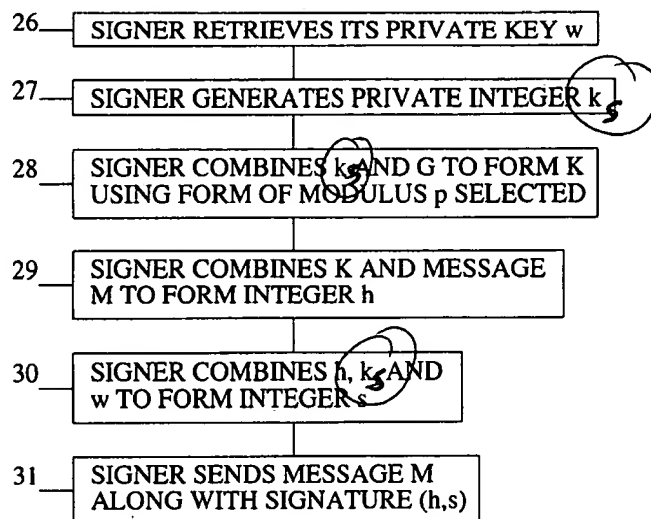 26 SIGNER RETRIEVES ITS PRIVATE KEY w
27 SIGNER GENERATES PRIVATE INTEGER k s
28 SIGNER COMBINES k s AND G TO FORM K
USING FORM OF MODULUS p SELECTED
29 SIGNER COMBINES K AND MESSAGE
M TO FORM INTEGER h
30 SIGNER COMBINES h, k s AND
w TO FORM INTEGER s
31 SIGNER SENDS MESSAGE M
ALONG WITH SIGNATURE (h,s)